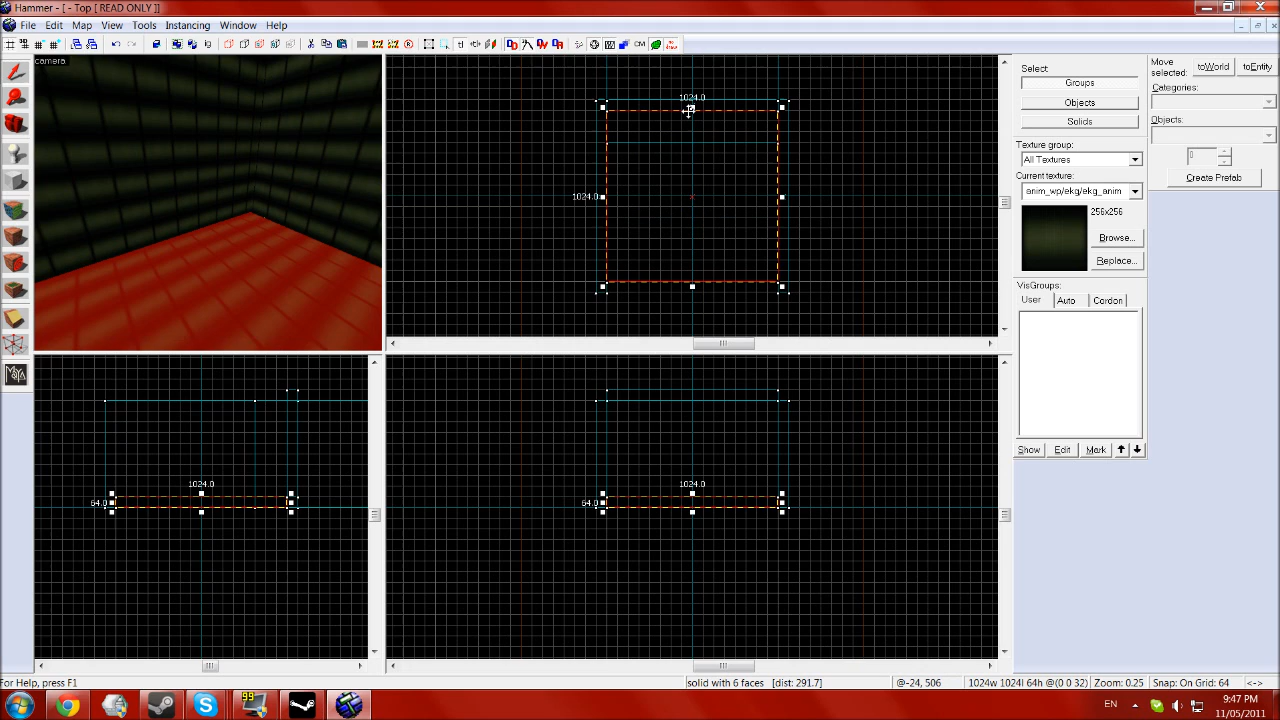 Hammer - [ - Top [ READ ONLY ]]
File Edit Map View Tools Instancing Window Help
camera
1024.0
1024.0
1024.0
64.0
1024.0
64.0
Select
Groups
Objects
Solids
Texture group:
All Textures
Current texture:
anim_wp/ekg/ekg_anim
256x256
Browse...
Replace...
VisGroups:
User Auto Cordon
Show Edit Mark
Move
selected:
toWorld toEntity
Categories:
Objects:
0
Create Prefab
For Help, press F1
solid with 6 faces [dist: 291.7]
@-24, 506
1024w 1024l 64h @(0 0 32)
Zoom: 0.25
Snap: On Grid: 64
<->
99
EN
9:47 PM
11/05/2011